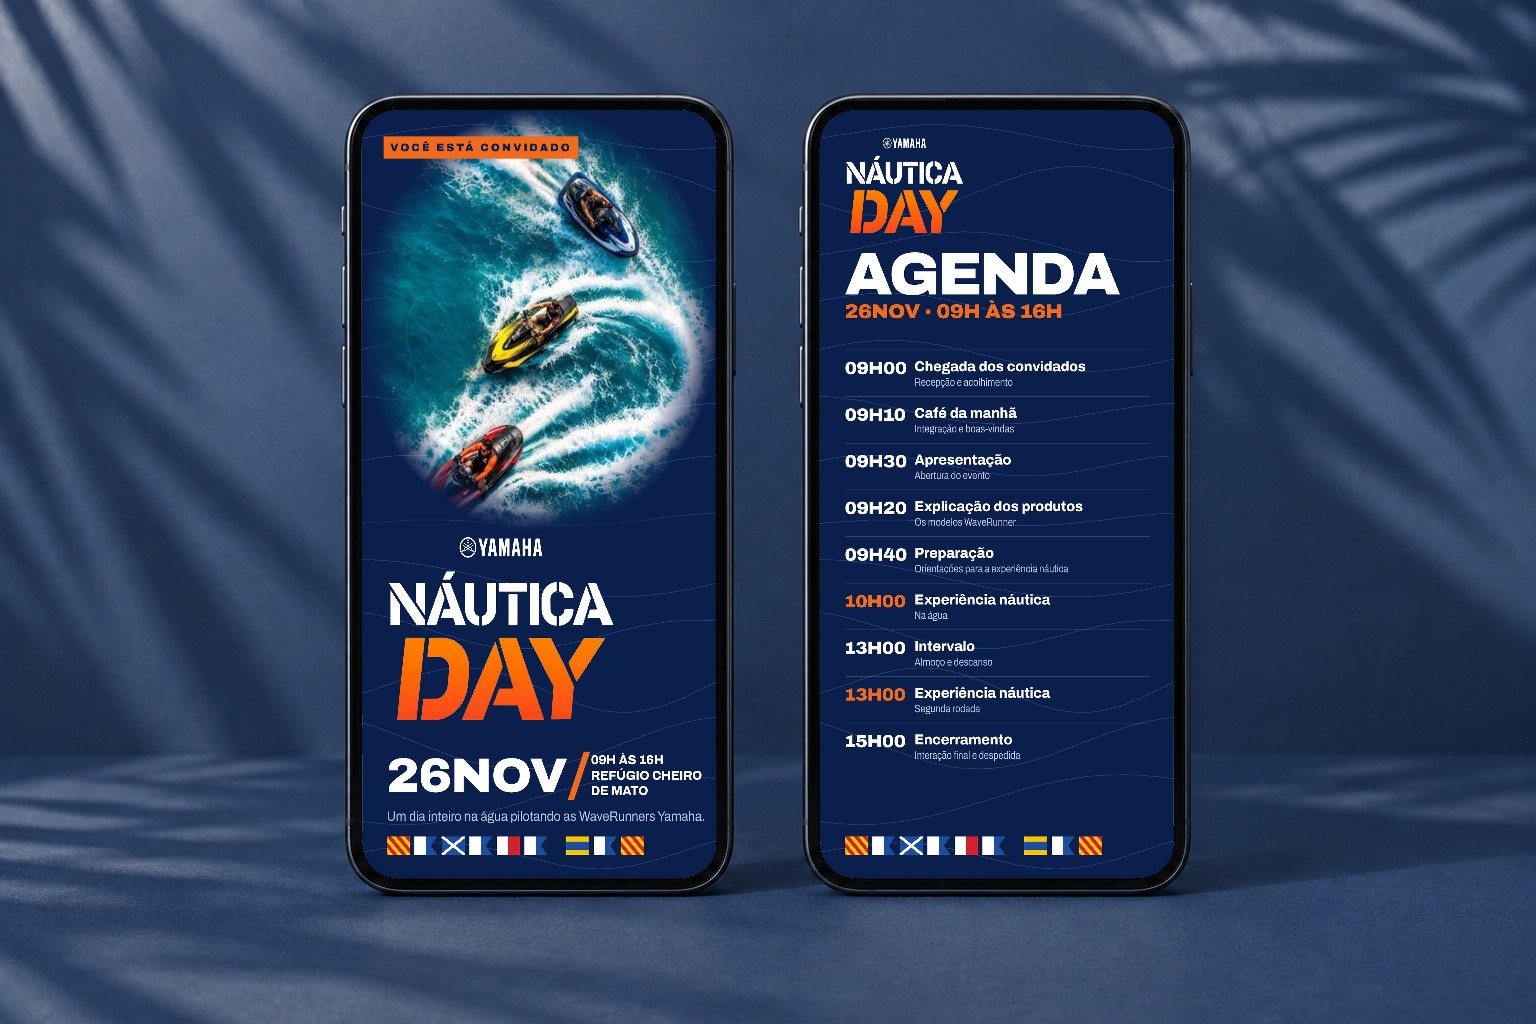 VOCÊ ESTÁ CONVIDADO
YAMAHA
NÁUTICA
DAY
26NOV/
09H ÀS 16H
REFÚGIO CHEIRO
DE MATO
Um dia inteiro na água pilotando as WaveRunners Yamaha.
YAMAHA
NÁUTICA
DAY
AGENDA
26NOV · 09H ÀS 16H
09H00 Chegada dos convidados
Recepção e acolhimento
09H10 Café da manhã
Integração e boas-vindas
09H30 Apresentação
Abertura do evento
09H20 Explicação dos produtos
Os modelos WaveRunner
09H40 Preparação
Orientações para a experiência náutica
10H00 Experiência náutica
Na água
13H00 Intervalo
Almoço e descanso
13H00 Experiência náutica
Segunda rodada
15H00 Encerramento
Interação final e despedida